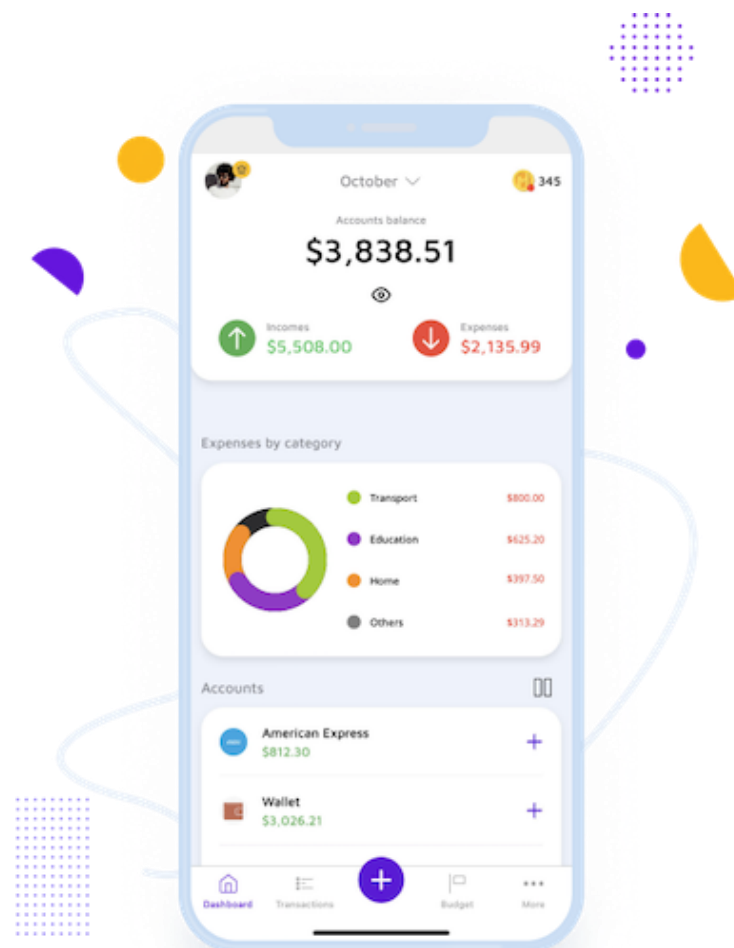 October
345
Accounts balance
$3,838.51
Incomes
$5,508.00
Expenses
$2,135.99
Expenses by category
Transport $800.00
Education $625.20
Home $397.50
Others $313.29
Accounts
American Express
$812.30
Wallet
$3,026.21
Dashboard Transactions Budget More